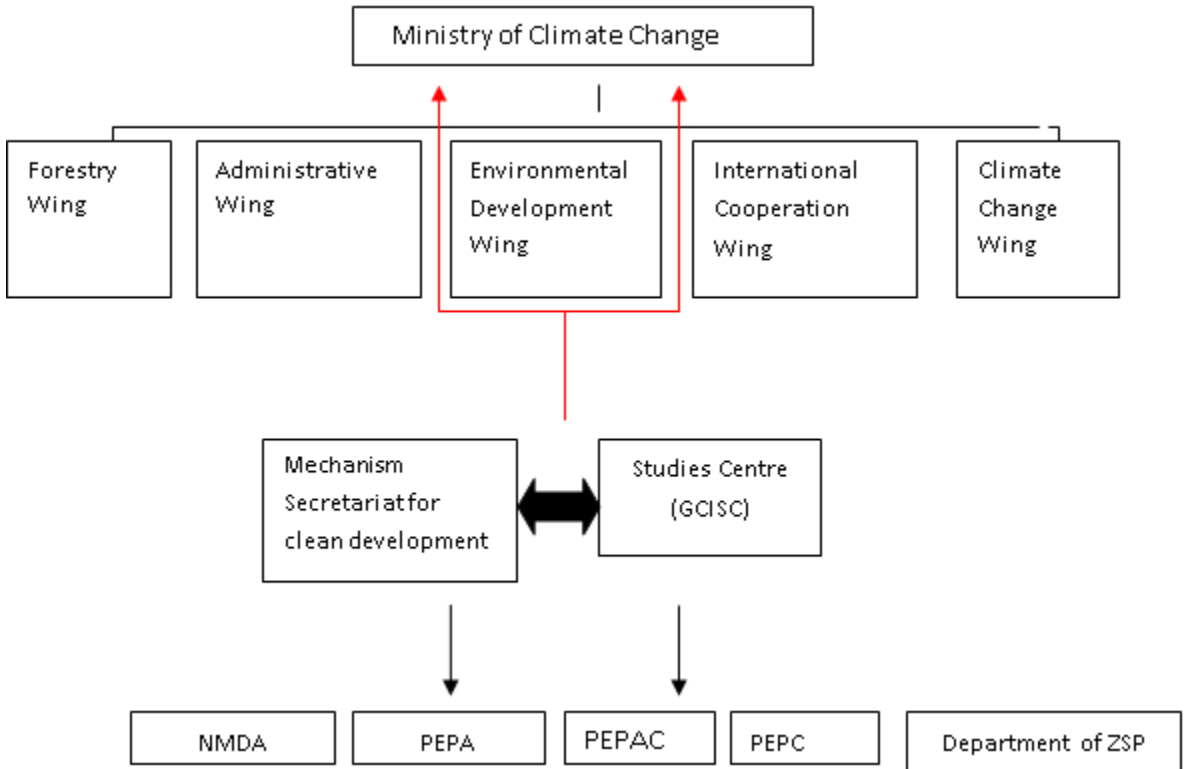 Ministry of Climate Change
Forestry
Wing
Administrative
Wing
Environmental
Development
Wing
International
Cooperation
Wing
Climate
Change
Wing
Mechanism
Secretariat for
clean development
Studies Centre
(GCISC)
NMDA
PEPA
PEPAC
PEPC
Department of ZSP